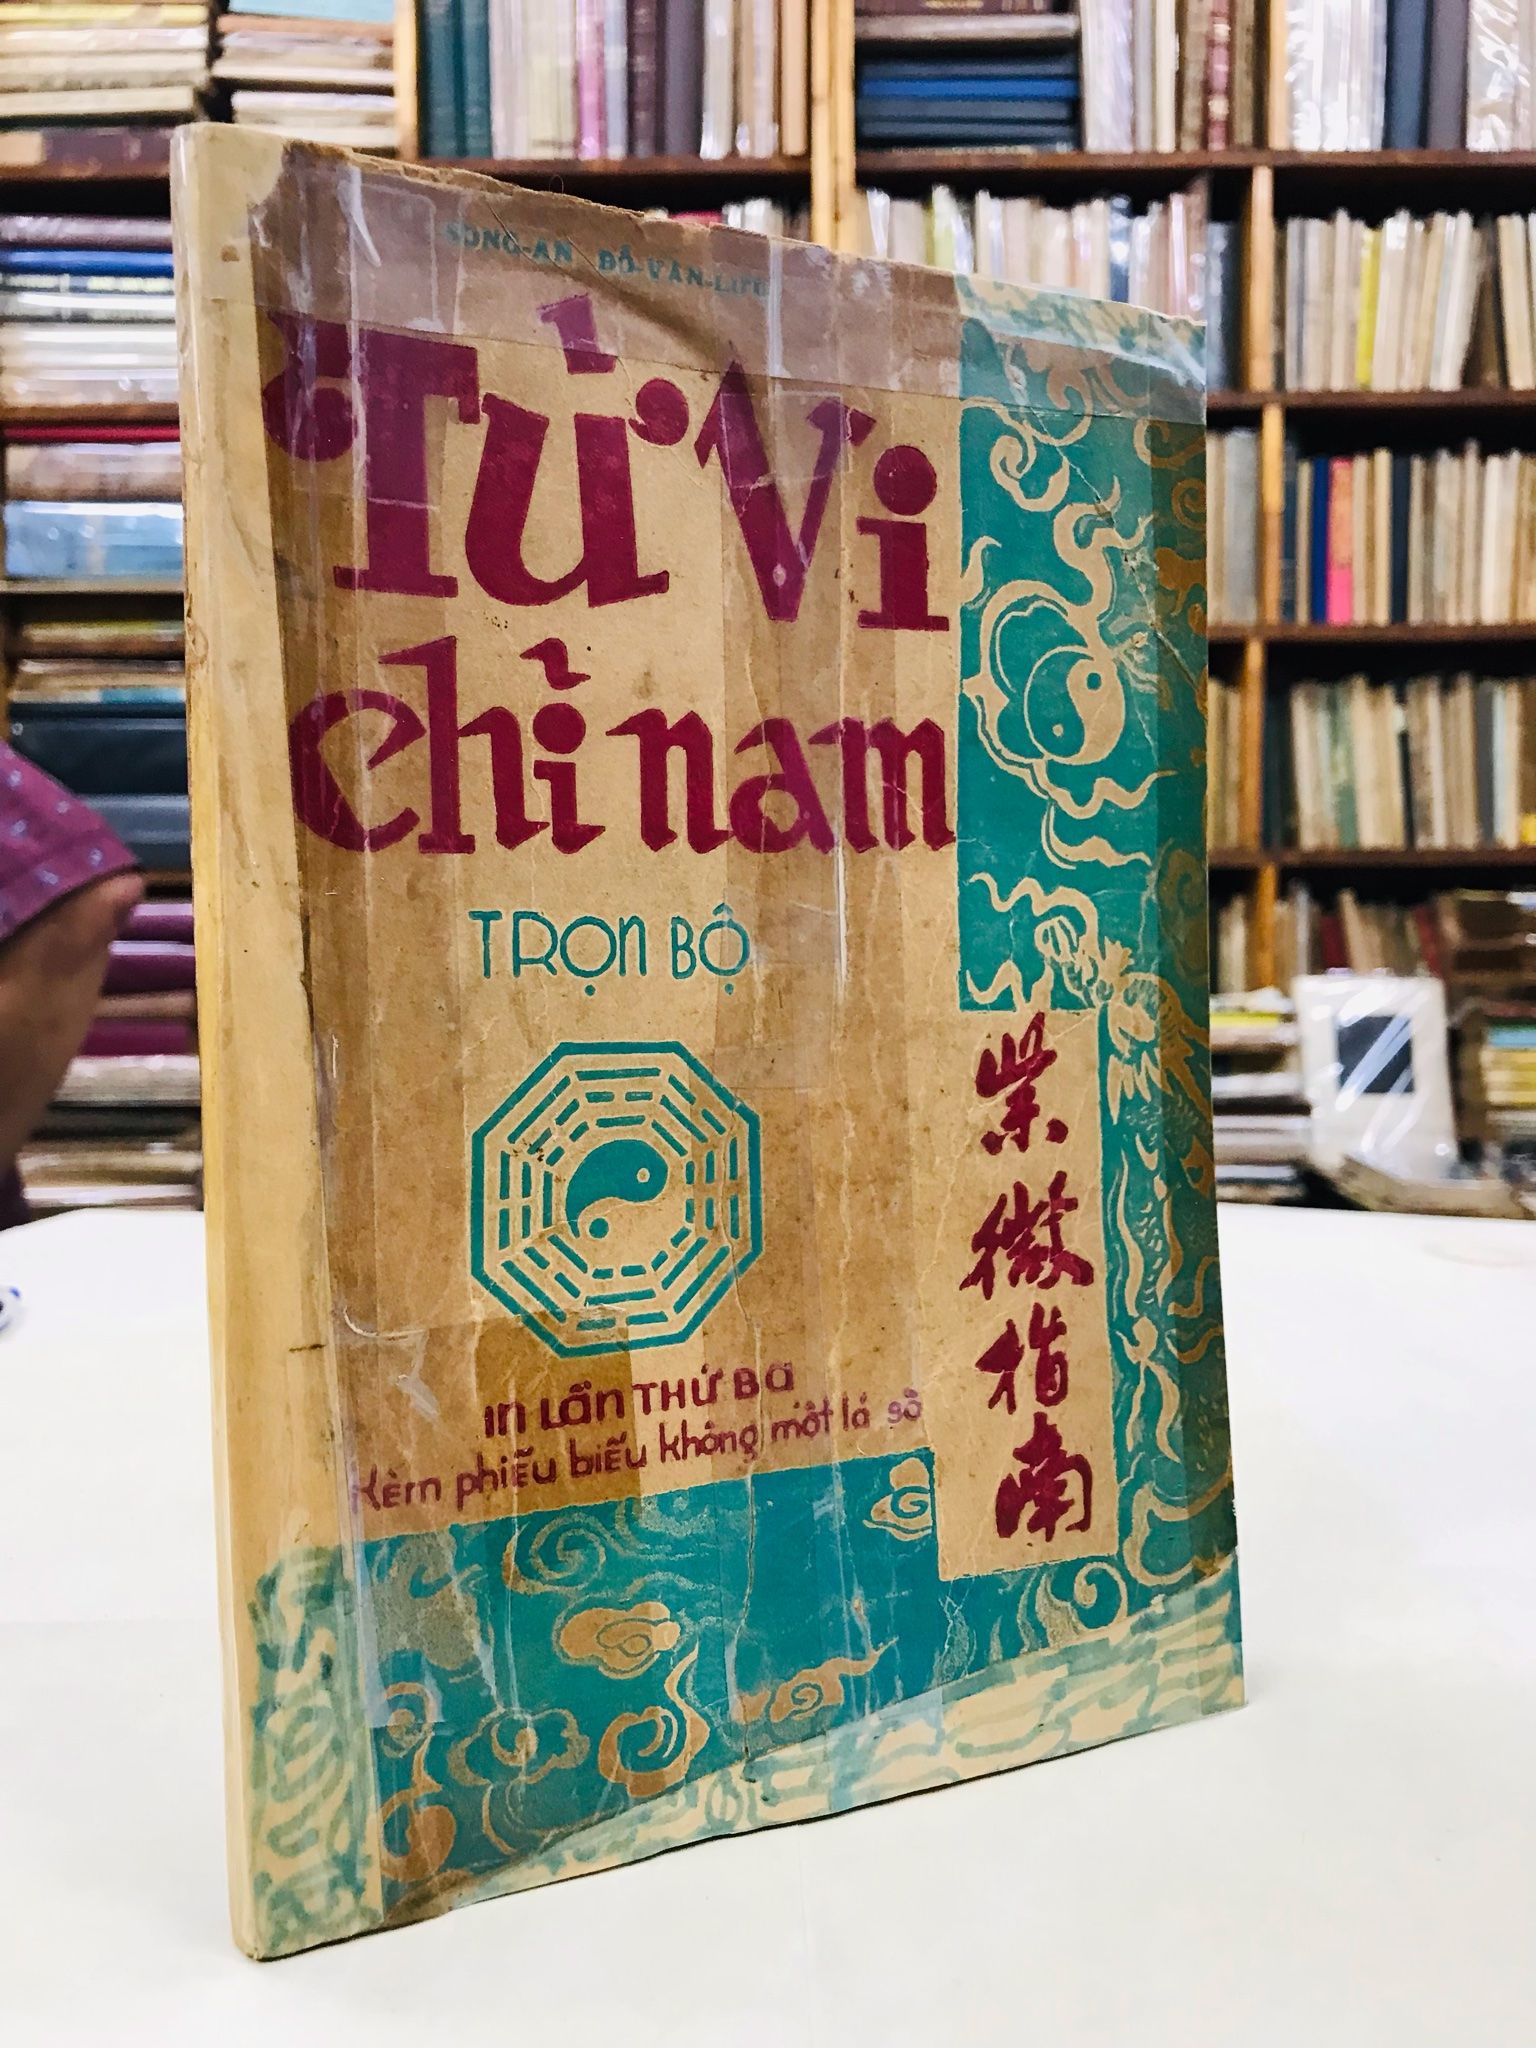 SONG-AN ĐỖ-VĂN-LƯU
Tử Vi
chỉ nam
TRỌN BỘ
紫微指南
IN LẦN THỨ BA
Kèm phiếu biếu không một lá số